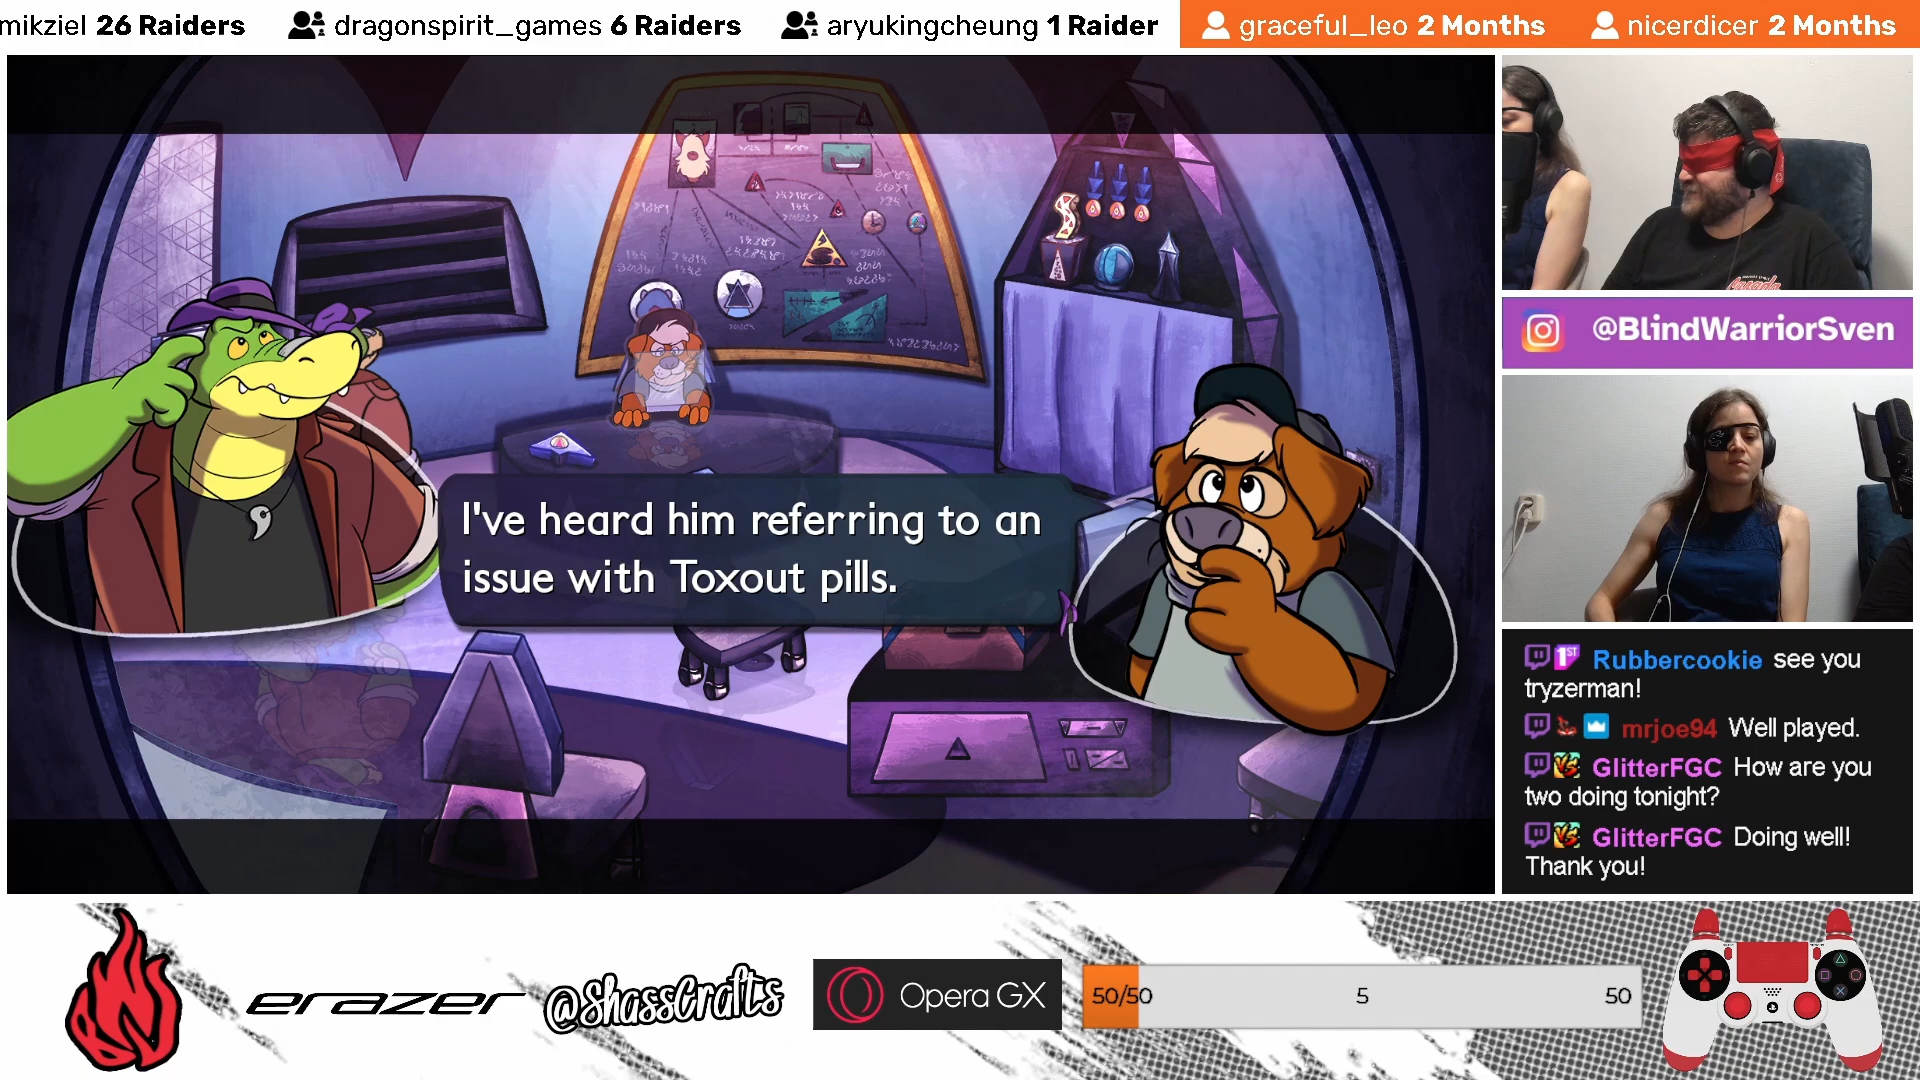 mikziel 26 Raiders dragonspirit_games 6 Raiders aryukingcheung 1 Raider graceful_leo 2 Months nicerdicer 2 Months
I've heard him referring to an
issue with Toxout pills.
@BlindWarriorSven
Rubbercookie see you
tryzerman!
mrjoe94 Well played.
GlitterFGC How are you
two doing tonight?
GlitterFGC Doing well!
Thank you!
erazer @ShassCrafts Opera GX 50/50 5 50